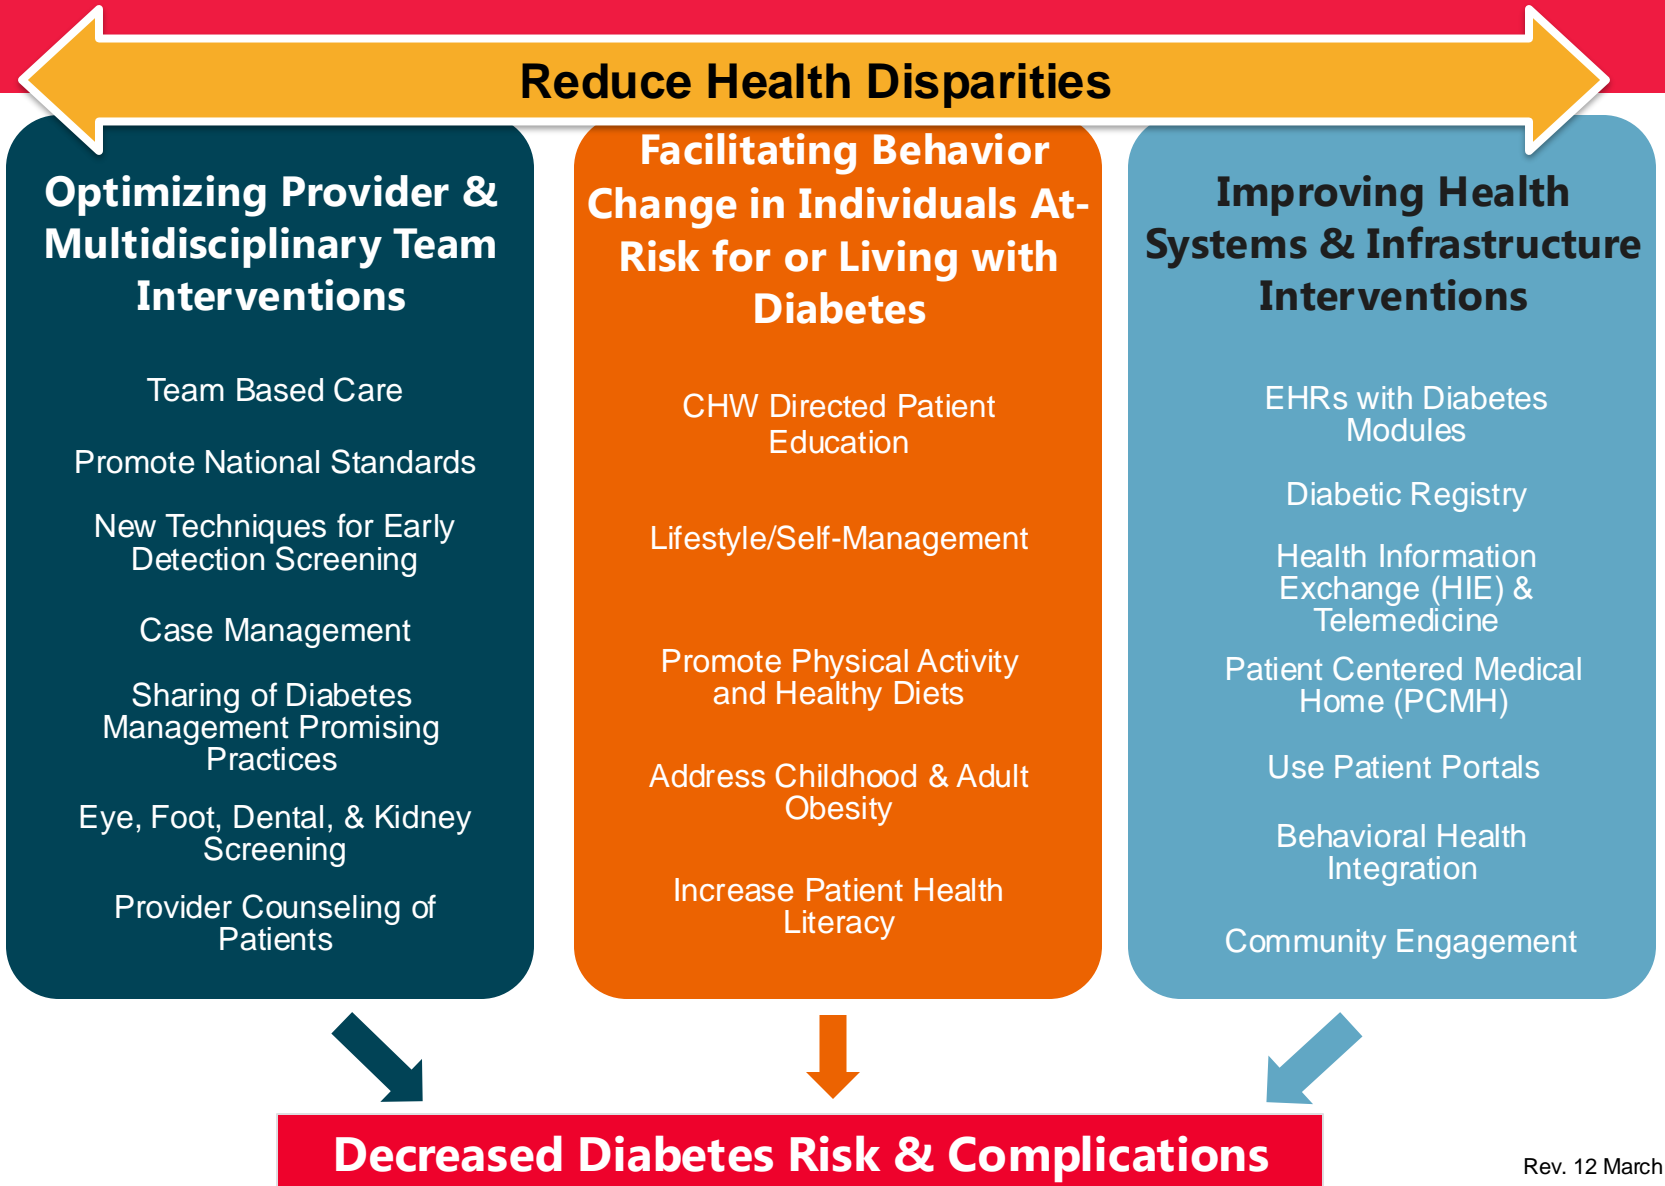 Reduce Health Disparities
Optimizing Provider &
Multidisciplinary Team
Interventions
Team Based Care
Promote National Standards
New Techniques for Early
Detection Screening
Case Management
Sharing of Diabetes
Management Promising
Practices
Eye, Foot, Dental, & Kidney
Screening
Provider Counseling of
Patients
Facilitating Behavior
Change in Individuals At-
Risk for or Living with
Diabetes
CHW Directed Patient
Education
Lifestyle/Self-Management
Promote Physical Activity
and Healthy Diets
Address Childhood & Adult
Obesity
Increase Patient Health
Literacy
Improving Health
Systems & Infrastructure
Interventions
EHRs with Diabetes
Modules
Diabetic Registry
Health Information
Exchange (HIE) &
Telemedicine
Patient Centered Medical
Home (PCMH)
Use Patient Portals
Behavioral Health
Integration
Community Engagement
Decreased Diabetes Risk & Complications
Rev. 12 March